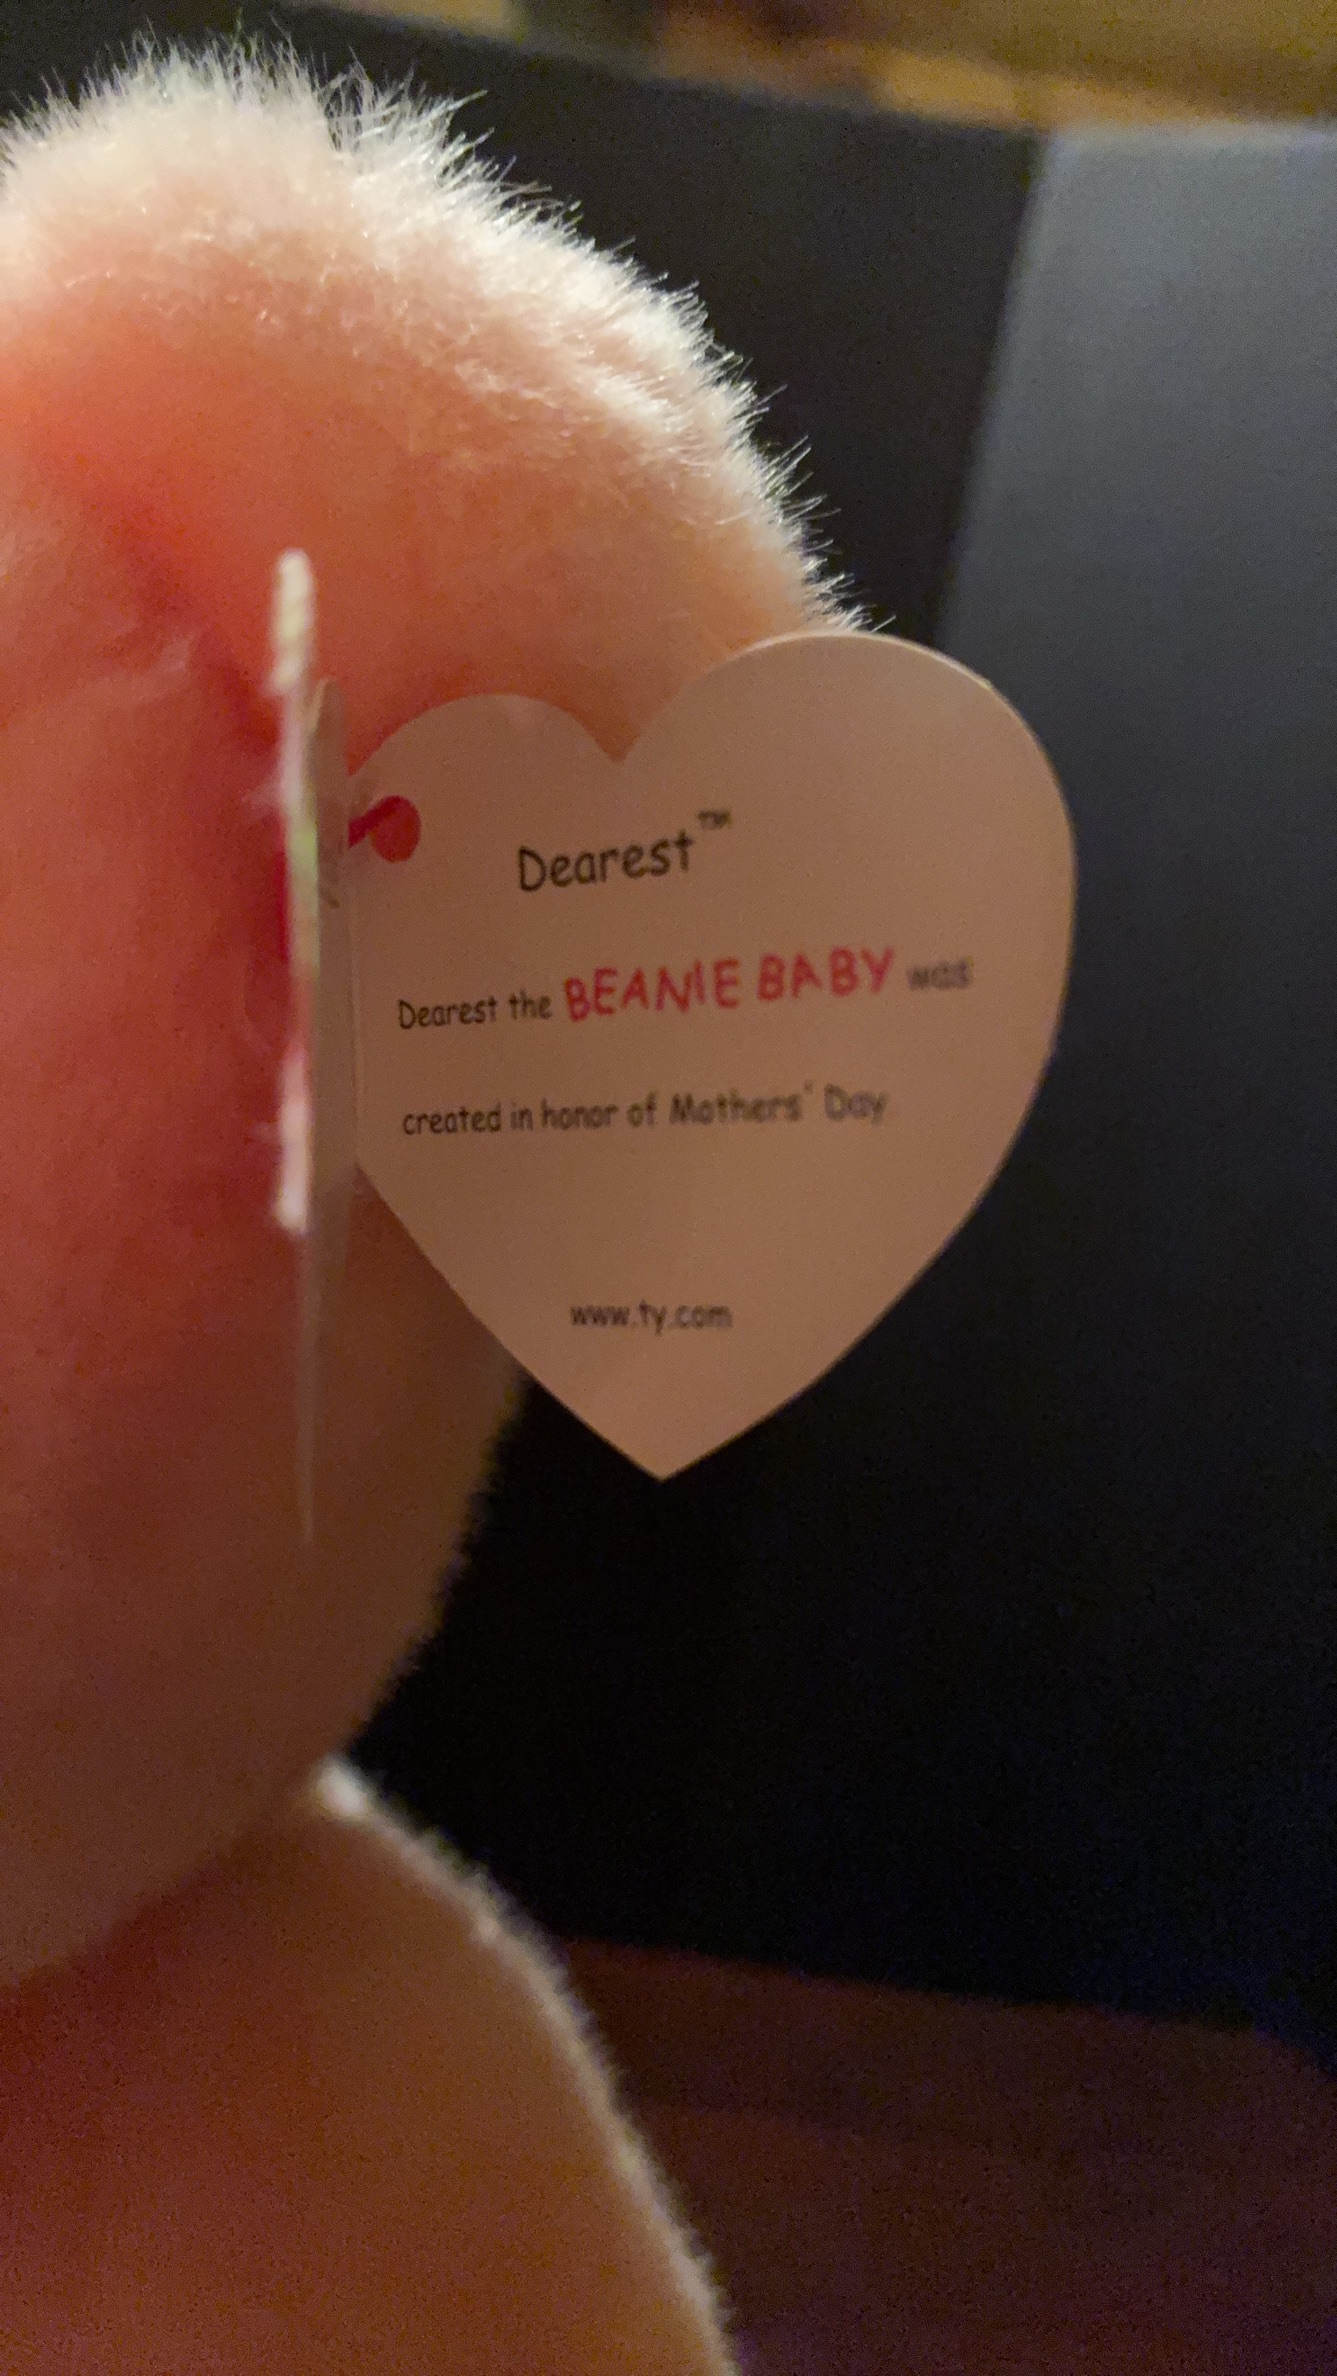 Dearest™
Dearest the BEANIE BABY was
created in honor of Mothers' Day
www.ty.com